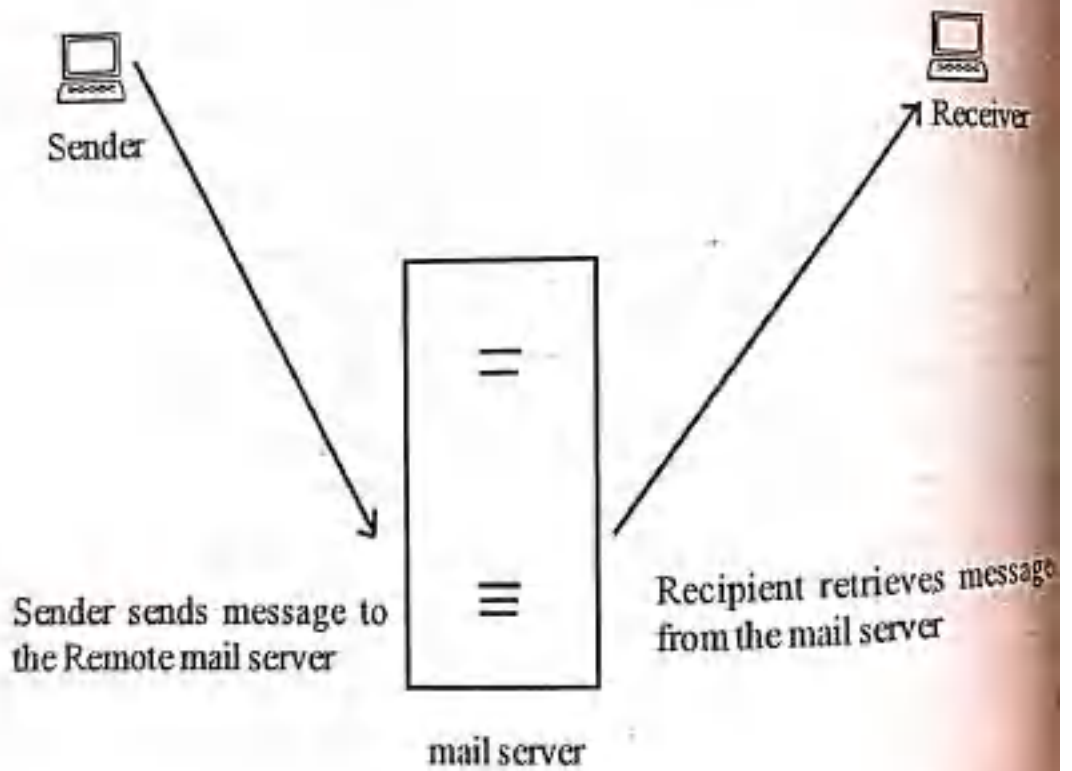 Sender
Receiver
Sender sends message to
the Remote mail server
Recipient retrieves message
from the mail server
mail server